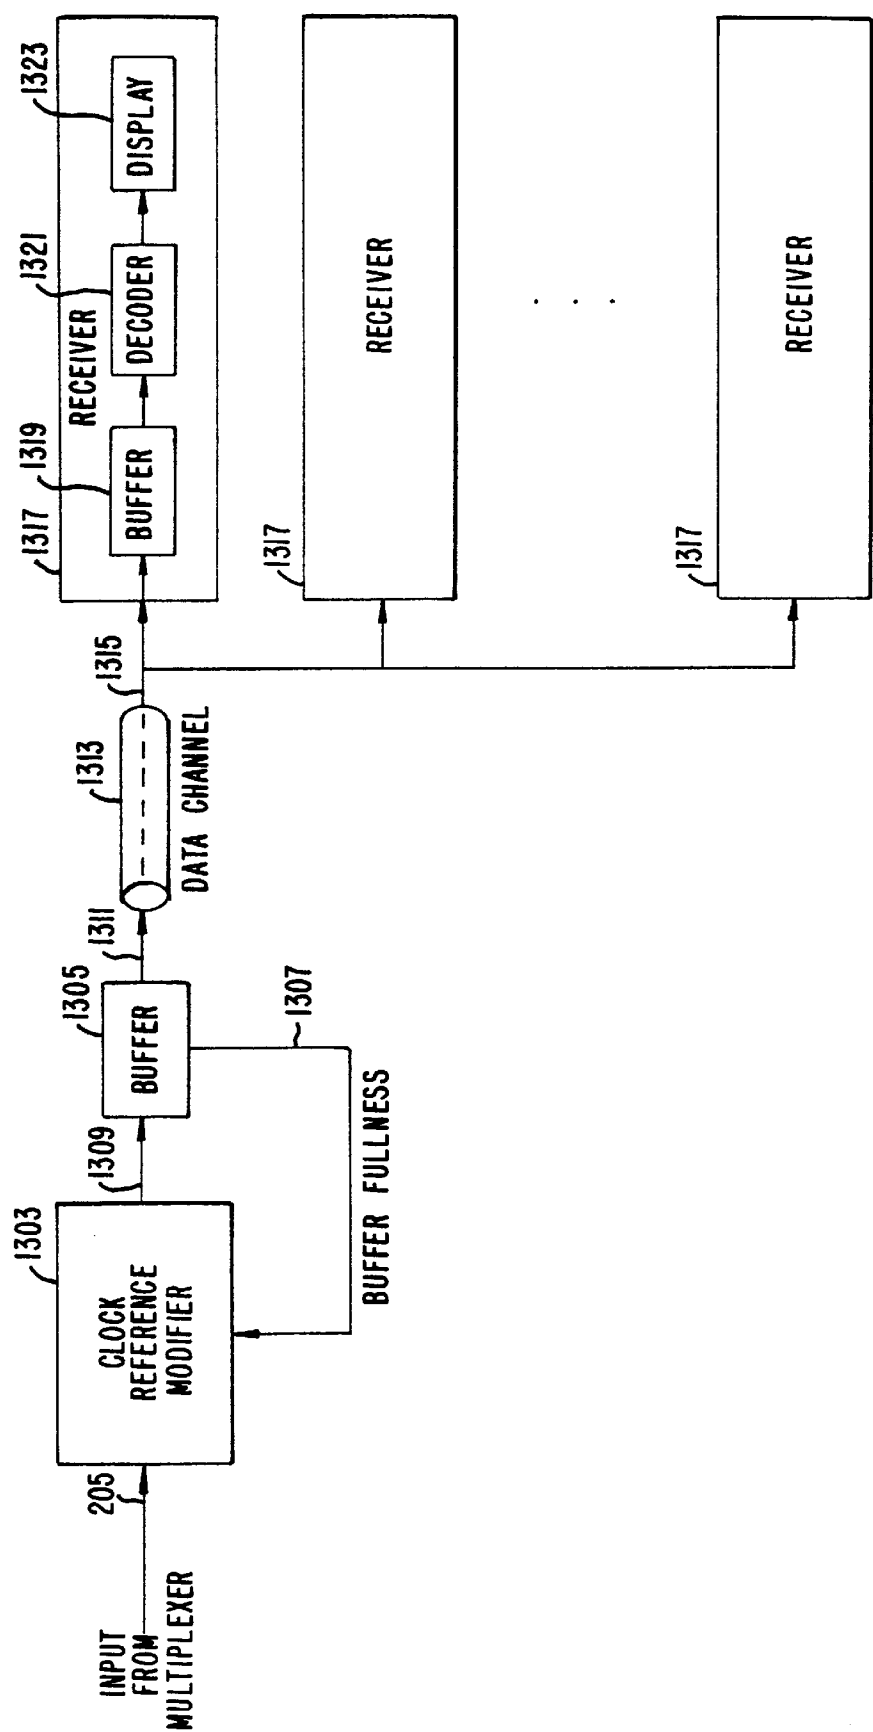 INPUT
FROM
MULTIPLEXER
205
1303
CLOCK
REFERENCE
MODIFIER
1309
1305
BUFFER
1307
BUFFER FULLNESS
1311
1313
DATA CHANNEL
1315
1317
RECEIVER
1319
BUFFER
1321
DECODER
1323
DISPLAY
1317
RECEIVER
. . .
1317
RECEIVER